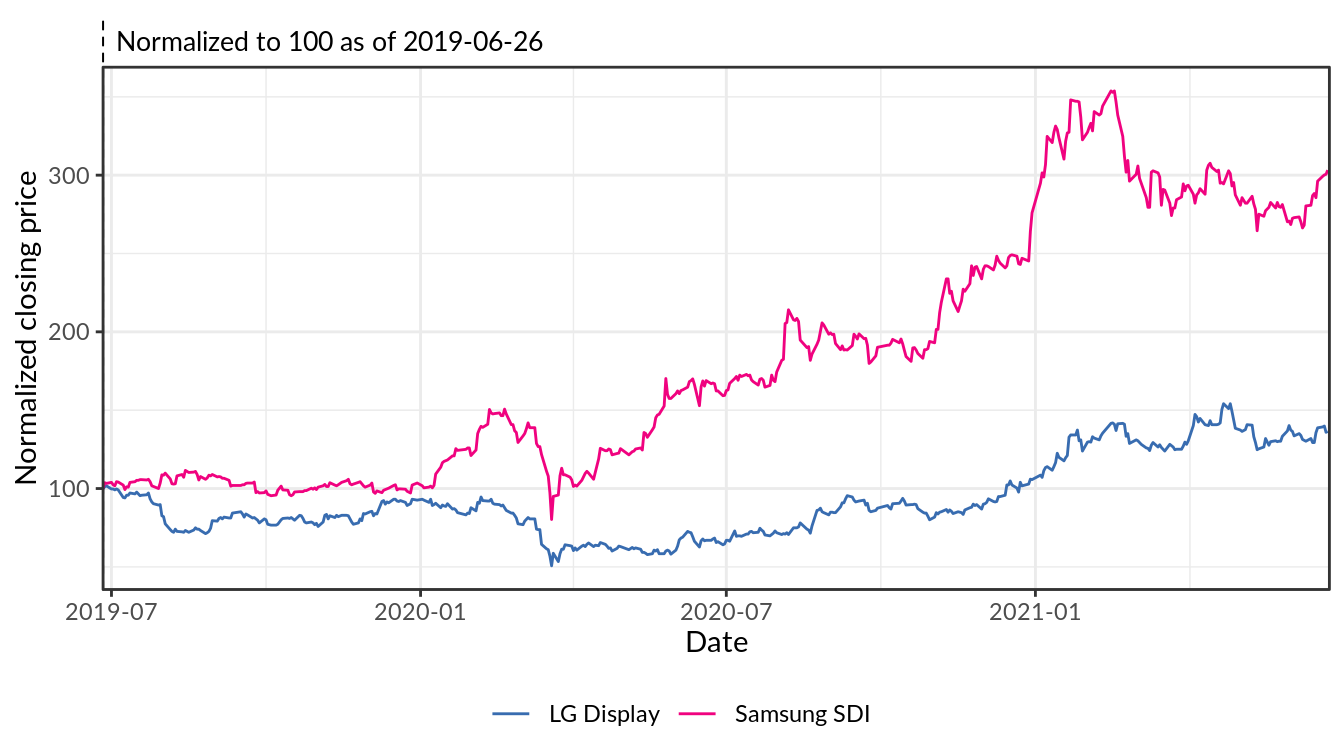 Normalized to 100 as of 2019-06-26
Normalized closing price
300
200
100
2019-07
2020-01
2020-07
2021-01
Date
LG Display
Samsung SDI